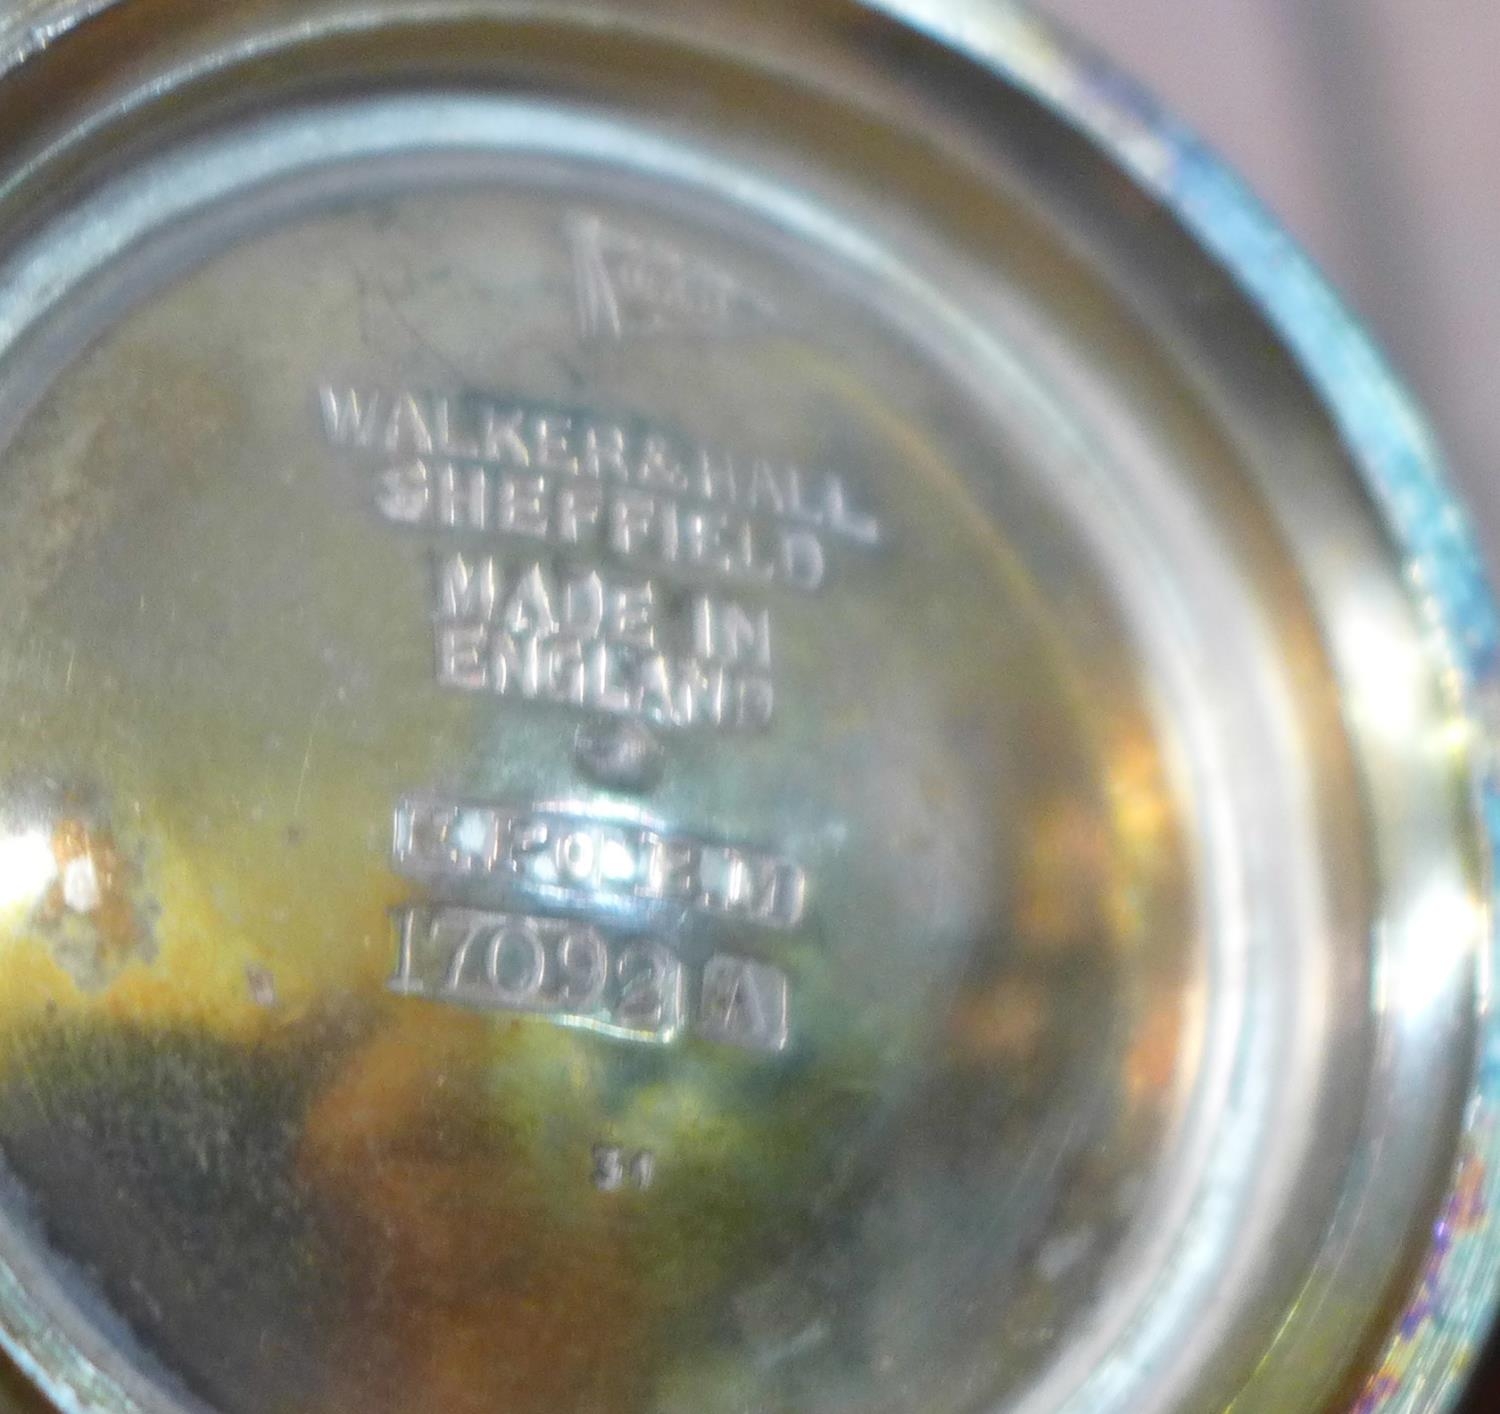 WALKER & HALL
SHEFFIELD
MADE IN
ENGLAND
17092 A
31